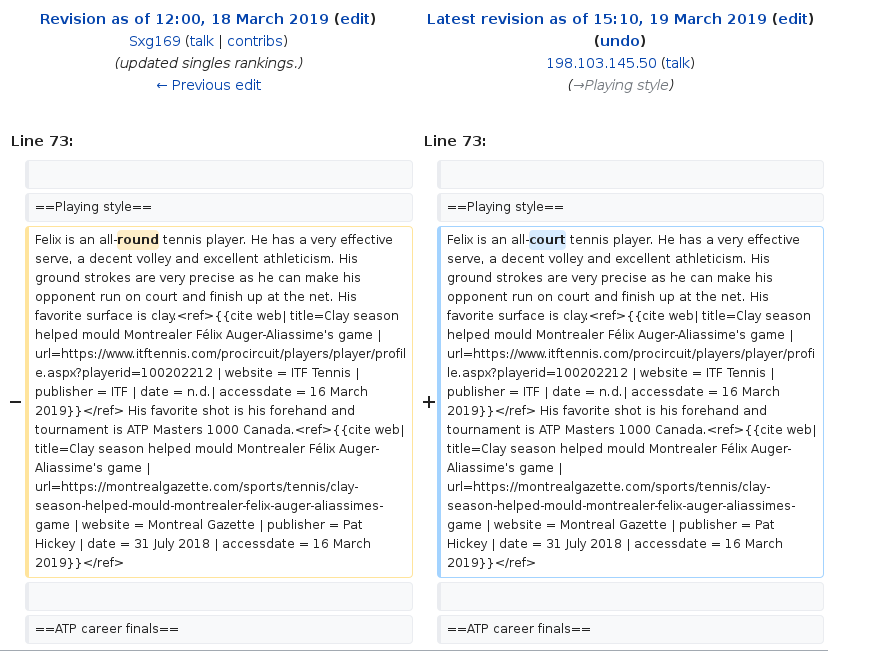 Revision as of 12:00, 18 March 2019 (edit)
Sxg169 (talk | contribs)
(updated singles rankings.)
← Previous edit
Latest revision as of 15:10, 19 March 2019 (edit)
(undo)
198.103.145.50 (talk)
(→Playing style)
Line 73:
Line 73:
==Playing style==
==Playing style==
−
Felix is an all-round tennis player. He has a very effective
serve, a decent volley and excellent athleticism. His
ground strokes are very precise as he can make his
opponent run on court and finish up at the net. His
favorite surface is clay.<ref>{{cite web| title=Clay season
helped mould Montrealer Félix Auger-Aliassime's game |
url=https://www.itftennis.com/procircuit/players/player/profil
e.aspx?playerid=100202212 | website = ITF Tennis |
publisher = ITF | date = n.d.| accessdate = 16 March
2019}}</ref> His favorite shot is his forehand and
tournament is ATP Masters 1000 Canada.<ref>{{cite web|
title=Clay season helped mould Montrealer Félix Auger-
Aliassime's game |
url=https://montrealgazette.com/sports/tennis/clay-
season-helped-mould-montrealer-felix-auger-aliassimes-
game | website = Montreal Gazette | publisher = Pat
Hickey | date = 31 July 2018 | accessdate = 16 March
2019}}</ref>
+
Felix is an all-court tennis player. He has a very effective
serve, a decent volley and excellent athleticism. His
ground strokes are very precise as he can make his
opponent run on court and finish up at the net. His
favorite surface is clay.<ref>{{cite web| title=Clay season
helped mould Montrealer Félix Auger-Aliassime's game |
url=https://www.itftennis.com/procircuit/players/player/profi
le.aspx?playerid=100202212 | website = ITF Tennis |
publisher = ITF | date = n.d.| accessdate = 16 March
2019}}</ref> His favorite shot is his forehand and
tournament is ATP Masters 1000 Canada.<ref>{{cite web|
title=Clay season helped mould Montrealer Félix Auger-
Aliassime's game |
url=https://montrealgazette.com/sports/tennis/clay-
season-helped-mould-montrealer-felix-auger-aliassimes-
game | website = Montreal Gazette | publisher = Pat
Hickey | date = 31 July 2018 | accessdate = 16 March
2019}}</ref>
==ATP career finals==
==ATP career finals==